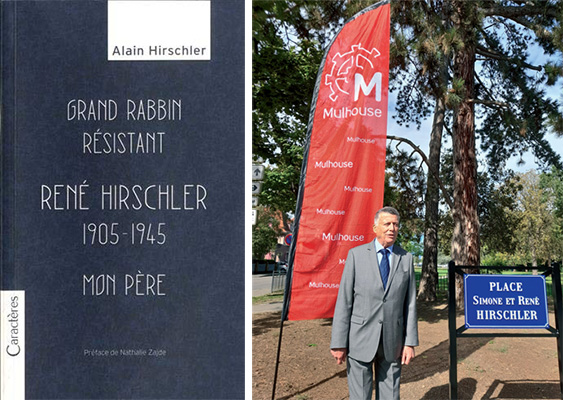 Alain Hirschler
GRAND RABBIN
RÉSISTANT
RENÉ HIRSCHLER
1905-1945
MON PÈRE
Caractères
Préface de Nathalie Zajde
M
Mulhouse
Mulhouse
Mulhouse
Mulhouse
Mulhouse
Mulhouse
Mulhouse
Mulhouse
PLACE
SIMONE ET RENÉ
HIRSCHLER